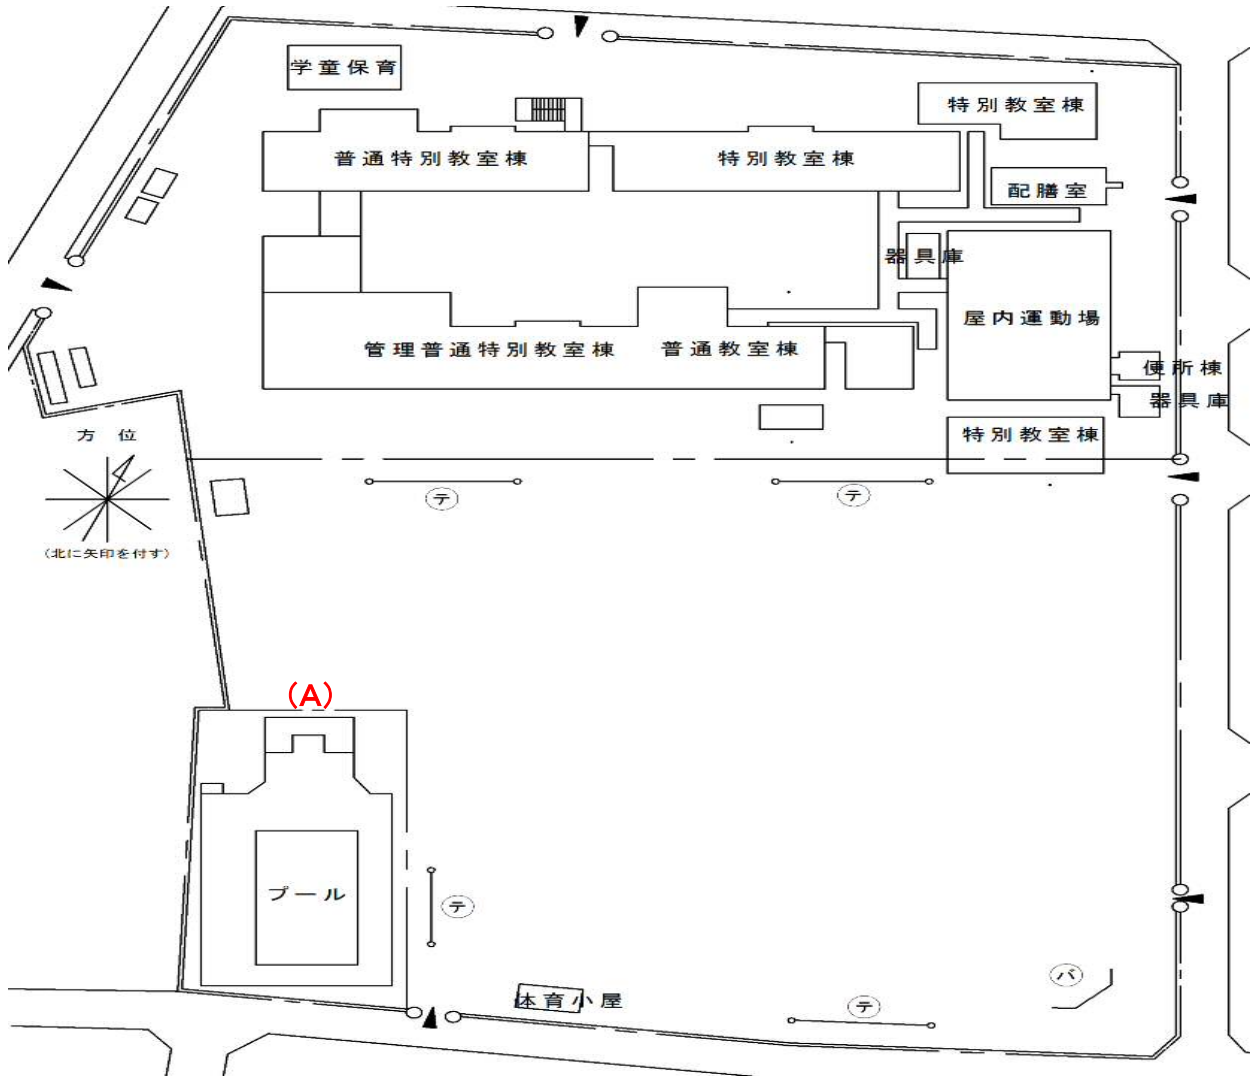 学童保育
特別教室棟
普通特別教室棟
特別教室棟
配膳室
器具庫
屋内運動場
管理普通特別教室棟
普通教室棟
便所棟
器具庫
特別教室棟
方位
(北に矢印を付す)
テ
テ
(A)
プール
テ
体育小屋
テ
バ